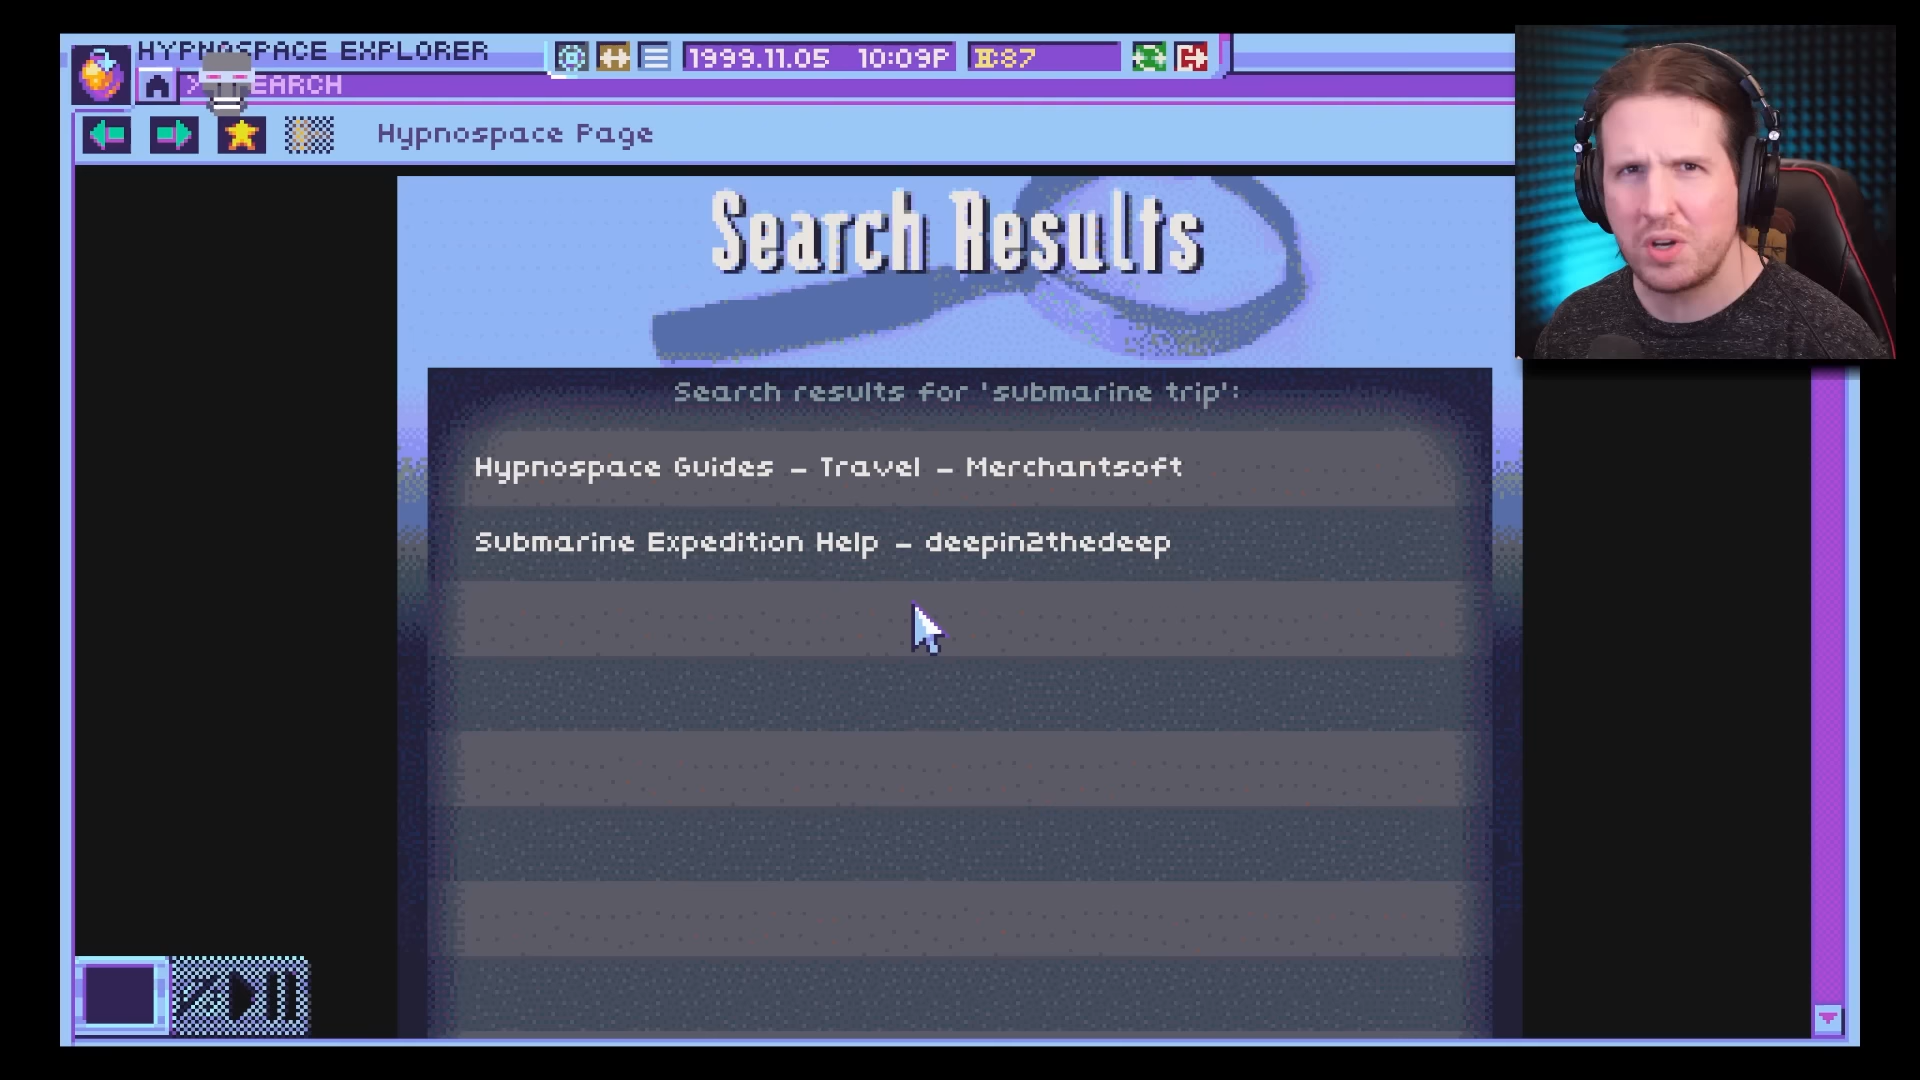 HYPNOSPACE EXPLORER
1999.11.05 10:09P
87
EARCH
Hypnospace Page
Search Results
Search results for 'submarine trip':
Hypnospace Guides - Travel - Merchantsoft
Submarine Expedition Help - deepin2thedeep